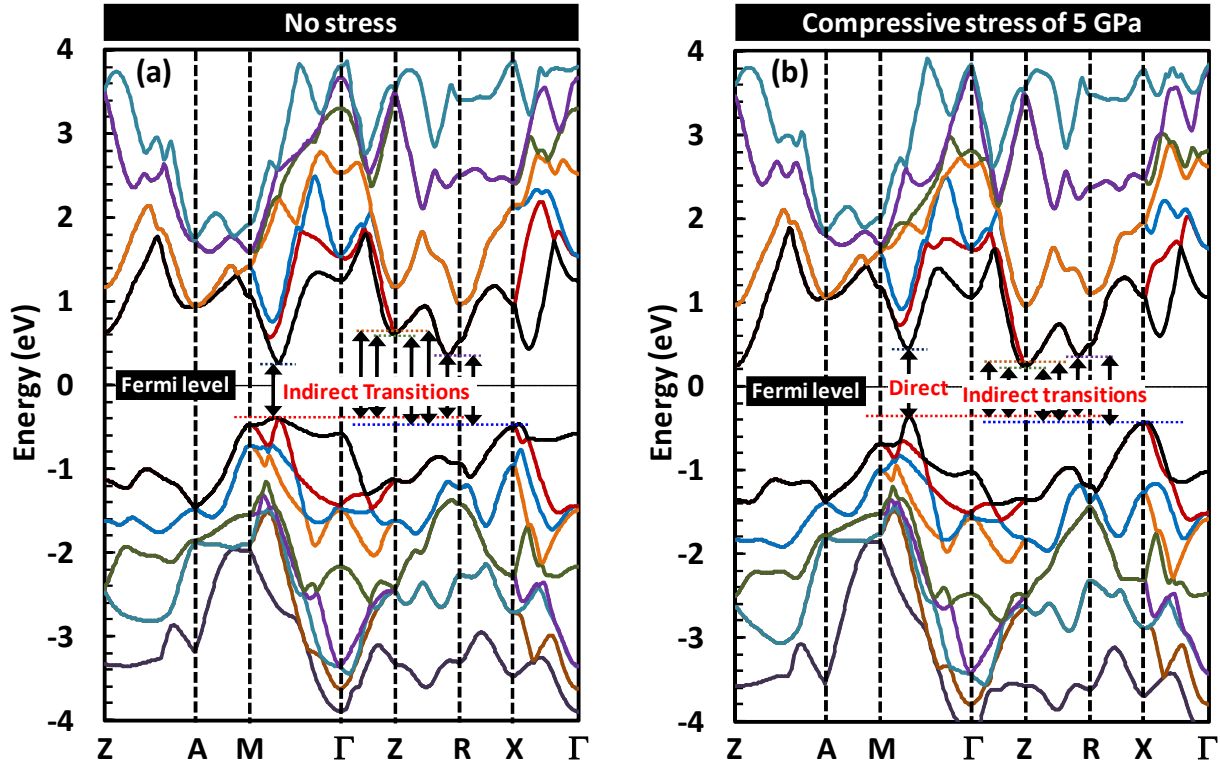 No stress
Compressive stress of 5 GPa
(a)
(b)
Energy (eV)
4
3
2
1
0
-1
-2
-3
-4
Fermi level
Indirect Transitions
Z A M Γ Z R X Γ
Energy (eV)
4
3
2
1
0
-1
-2
-3
-4
Fermi level
Direct
Indirect transitions
Z A M Γ Z R X Γ